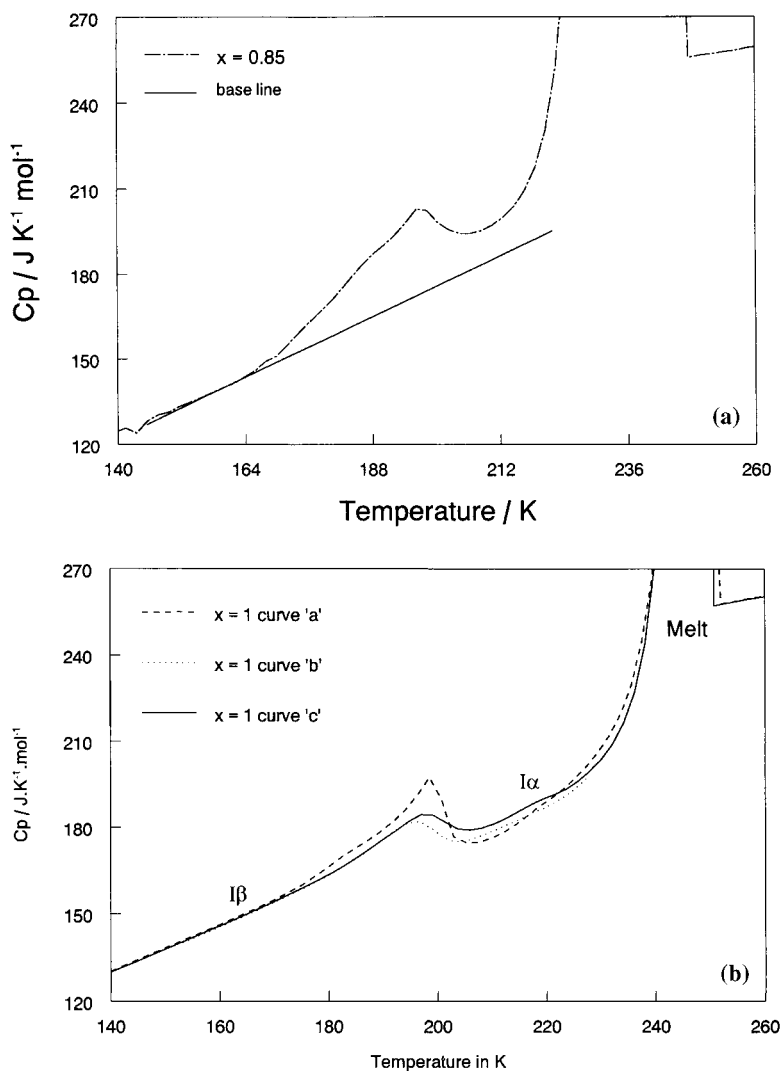 270
240
210
180
150
120
Cp / J K⁻¹ mol⁻¹
x = 0.85
base line
(a)
140
164
188
212
236
260
Temperature / K
270
240
210
180
150
120
Cp / J.K⁻¹.mol⁻¹
x = 1 curve 'a'
x = 1 curve 'b'
x = 1 curve 'c'
Melt
Iα
Iβ
(b)
140
160
180
200
220
240
260
Temperature in K